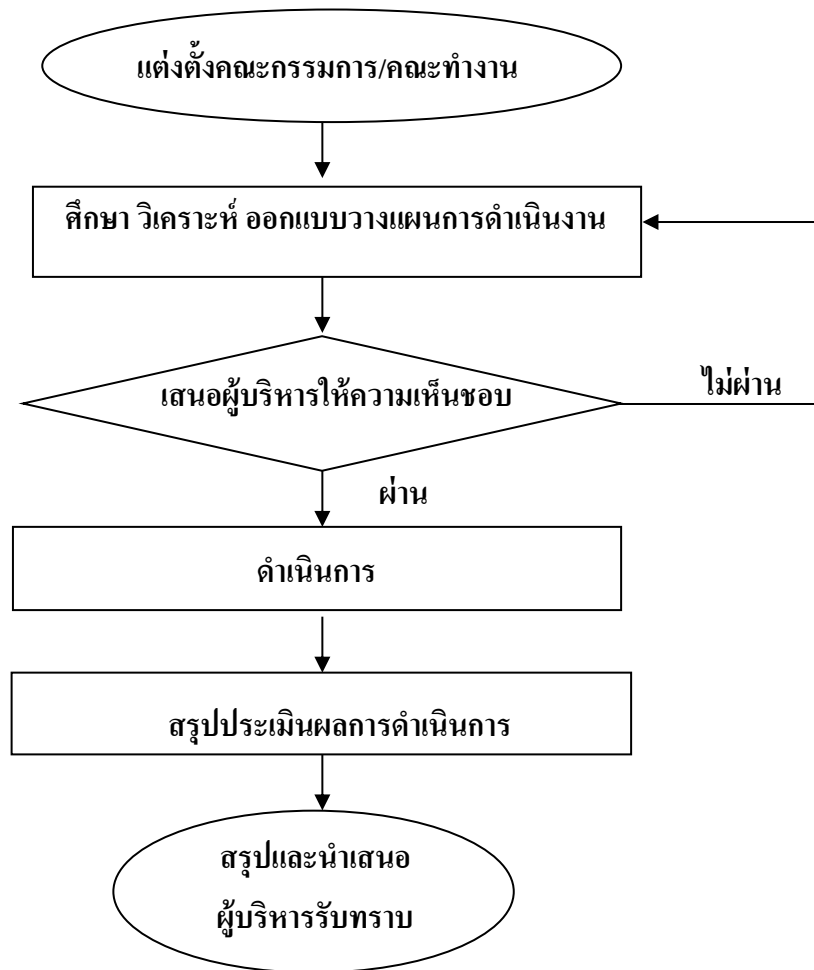 แต่งตั้งคณะกรรมการ/คณะทำงาน
ศึกษา วิเคราะห์ ออกแบบวางแผนการดำเนินงาน
เสนอผู้บริหารให้ความเห็นชอบ
ไม่ผ่าน
ผ่าน
ดำเนินการ
สรุปประเมินผลการดำเนินการ
สรุปและนำเสนอ
ผู้บริหารรับทราบ